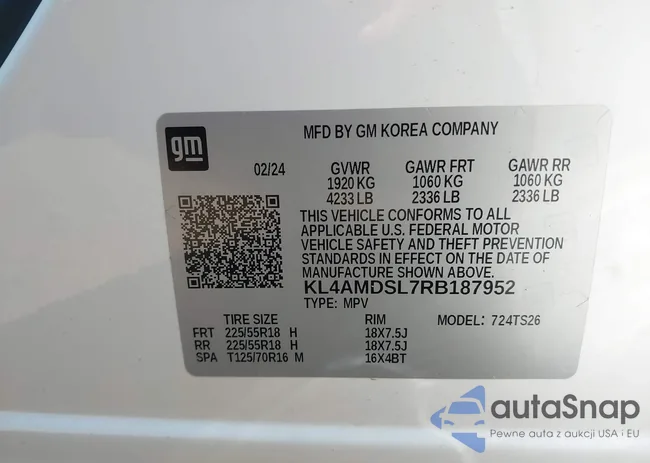 gm
MFD BY GM KOREA COMPANY
02/24 GVWR GAWR FRT GAWR RR
1920 KG 1060 KG 1060 KG
4233 LB 2336 LB 2336 LB
THIS VEHICLE CONFORMS TO ALL
APPLICABLE U.S. FEDERAL MOTOR
VEHICLE SAFETY AND THEFT PREVENTION
STANDARDS IN EFFECT ON THE DATE OF
MANUFACTURE SHOWN ABOVE.
KL4AMDSL7RB187952
TYPE: MPV
TIRE SIZE RIM MODEL: 724TS26
FRT 225/55R18 H 18X7.5J
RR 225/55R18 H 18X7.5J
SPA T125/70R16 M 16X4BT
autaSnap
Pewne auta z aukcji USA i EU